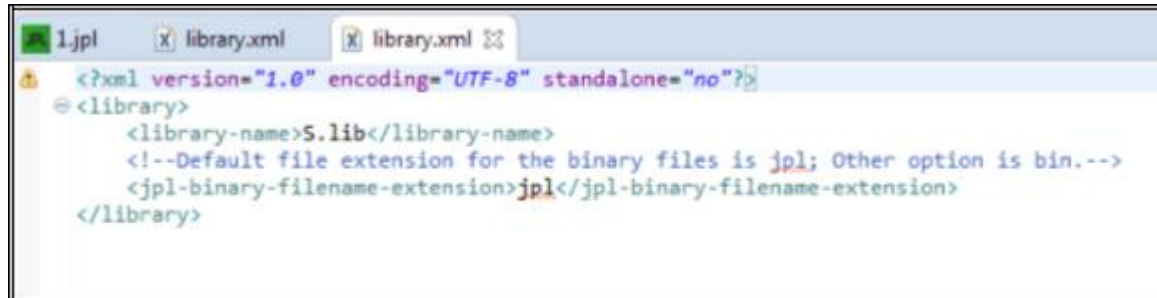 1.jpl library.xml library.xml
<?xml version="1.0" encoding="UTF-8" standalone="no"?>
<library>
<library-name>S.lib</library-name>
<!--Default file extension for the binary files is jpl; Other option is bin.-->
<jpl-binary-filename-extension>jpl</jpl-binary-filename-extension>
</library>